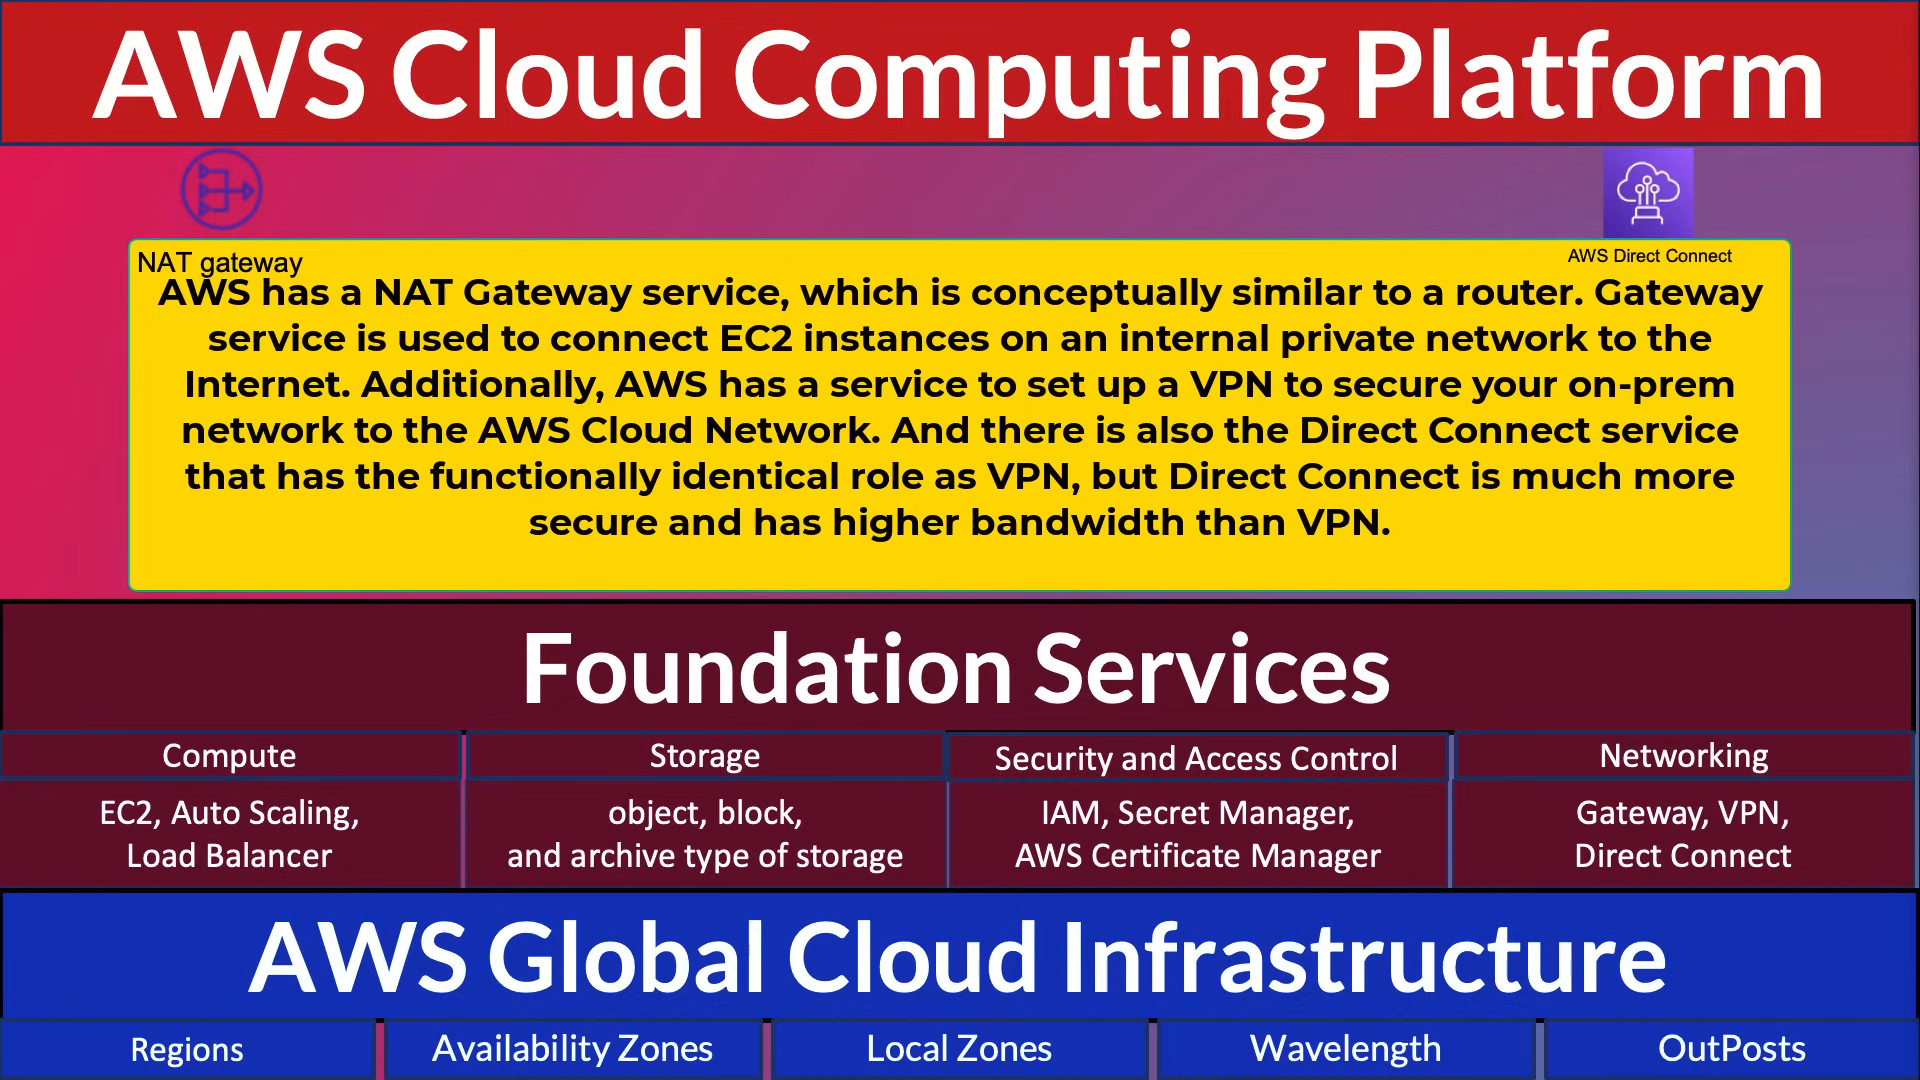 AWS Cloud Computing Platform
NAT gateway
AWS Direct Connect
AWS has a NAT Gateway service, which is conceptually similar to a router. Gateway
service is used to connect EC2 instances on an internal private network to the
Internet. Additionally, AWS has a service to set up a VPN to secure your on-prem
network to the AWS Cloud Network. And there is also the Direct Connect service
that has the functionally identical role as VPN, but Direct Connect is much more
secure and has higher bandwidth than VPN.
Foundation Services
Compute
EC2, Auto Scaling,
Load Balancer
Storage
object, block,
and archive type of storage
Security and Access Control
IAM, Secret Manager,
AWS Certificate Manager
Networking
Gateway, VPN,
Direct Connect
AWS Global Cloud Infrastructure
Regions
Availability Zones
Local Zones
Wavelength
OutPosts